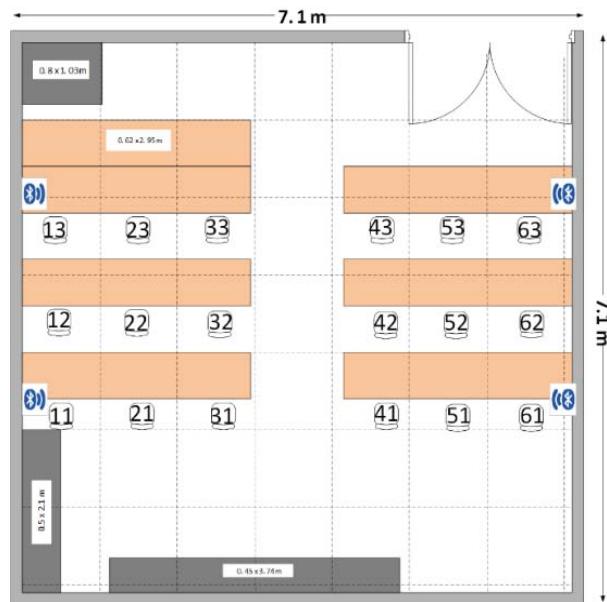 7.1 m
0.8 x 1.03m
0.62 x 2.95m
13 23 33 43 53 63
12 22 32 42 52 62
11 21 31 41 51 61
7.1 m
0.5 x 2.1 m
0.45 x 3.74m